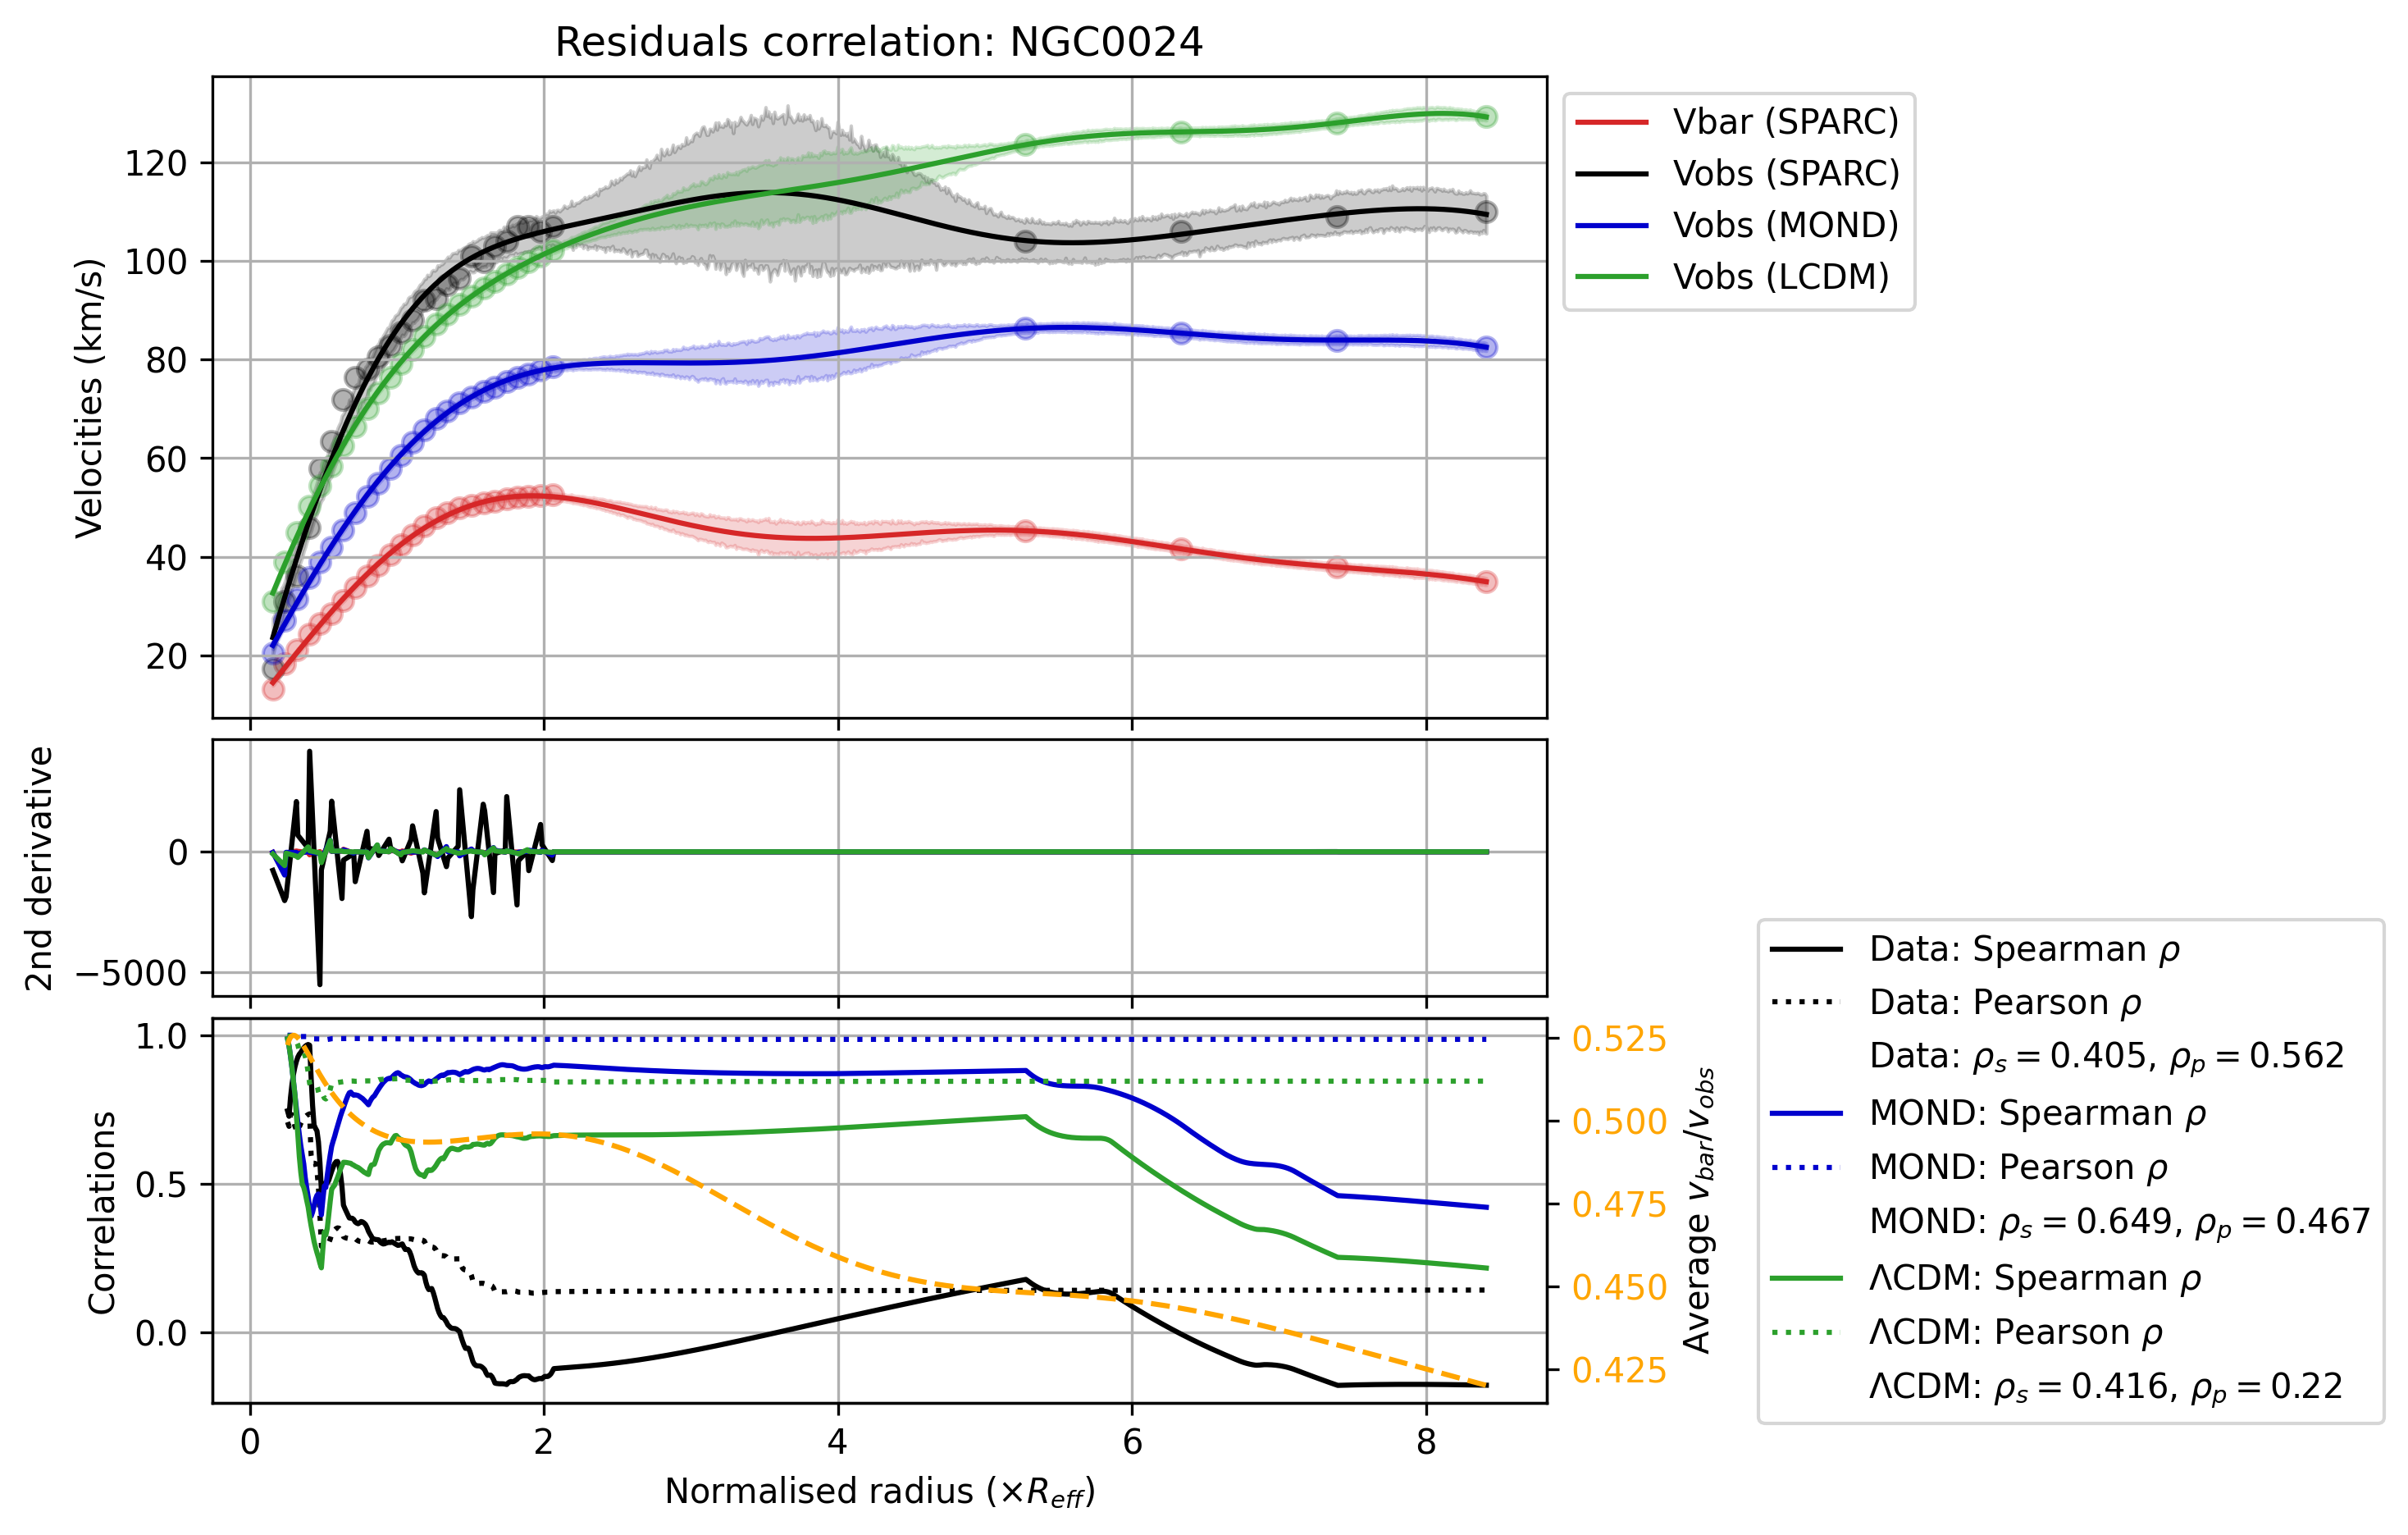 Residuals correlation: NGC0024
Velocities (km/s)
120
100
80
60
40
20
Vbar (SPARC)
Vobs (SPARC)
Vobs (MOND)
Vobs (LCDM)
2nd derivative
0
−5000
Correlations
1.0
0.5
0.0
0.525
0.500
0.475
0.450
0.425
Average v_bar/v_obs
Data: Spearman ρ
Data: Pearson ρ
Data: ρ_s = 0.405, ρ_p = 0.562
MOND: Spearman ρ
MOND: Pearson ρ
MOND: ρ_s = 0.649, ρ_p = 0.467
ΛCDM: Spearman ρ
ΛCDM: Pearson ρ
ΛCDM: ρ_s = 0.416, ρ_p = 0.22
0 2 4 6 8
Normalised radius (×R_eff)